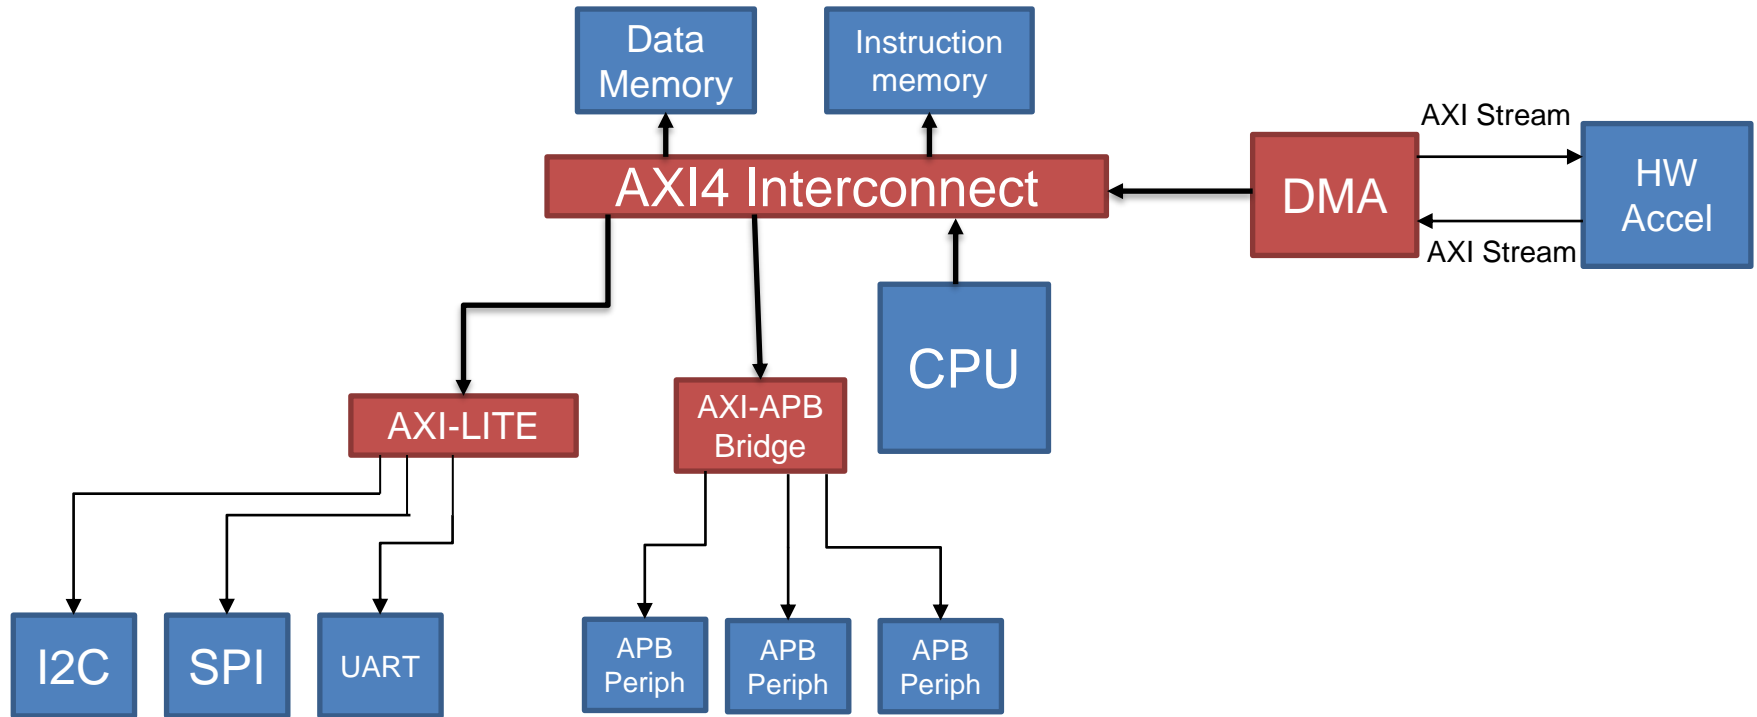 Data
Memory
Instruction
memory
AXI Stream
HW
Accel
AXI4 Interconnect
DMA
AXI Stream
CPU
AXI-LITE
AXI-APB
Bridge
I2C
SPI
UART
APB
Periph
APB
Periph
APB
Periph